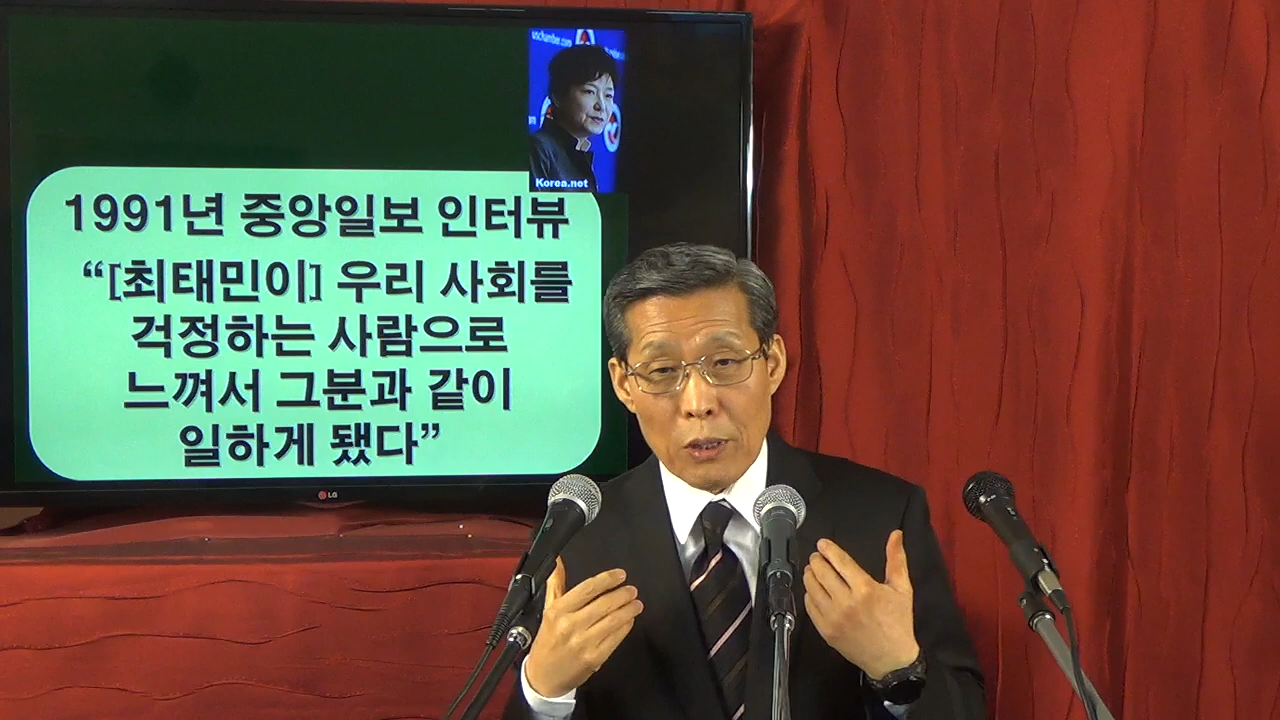 uschamber.com
Korea.net
1991년 중앙일보 인터뷰
“[최태민이] 우리 사회를
걱정하는 사람으로
느껴서 그분과 같이
일하게 됐다”
LG